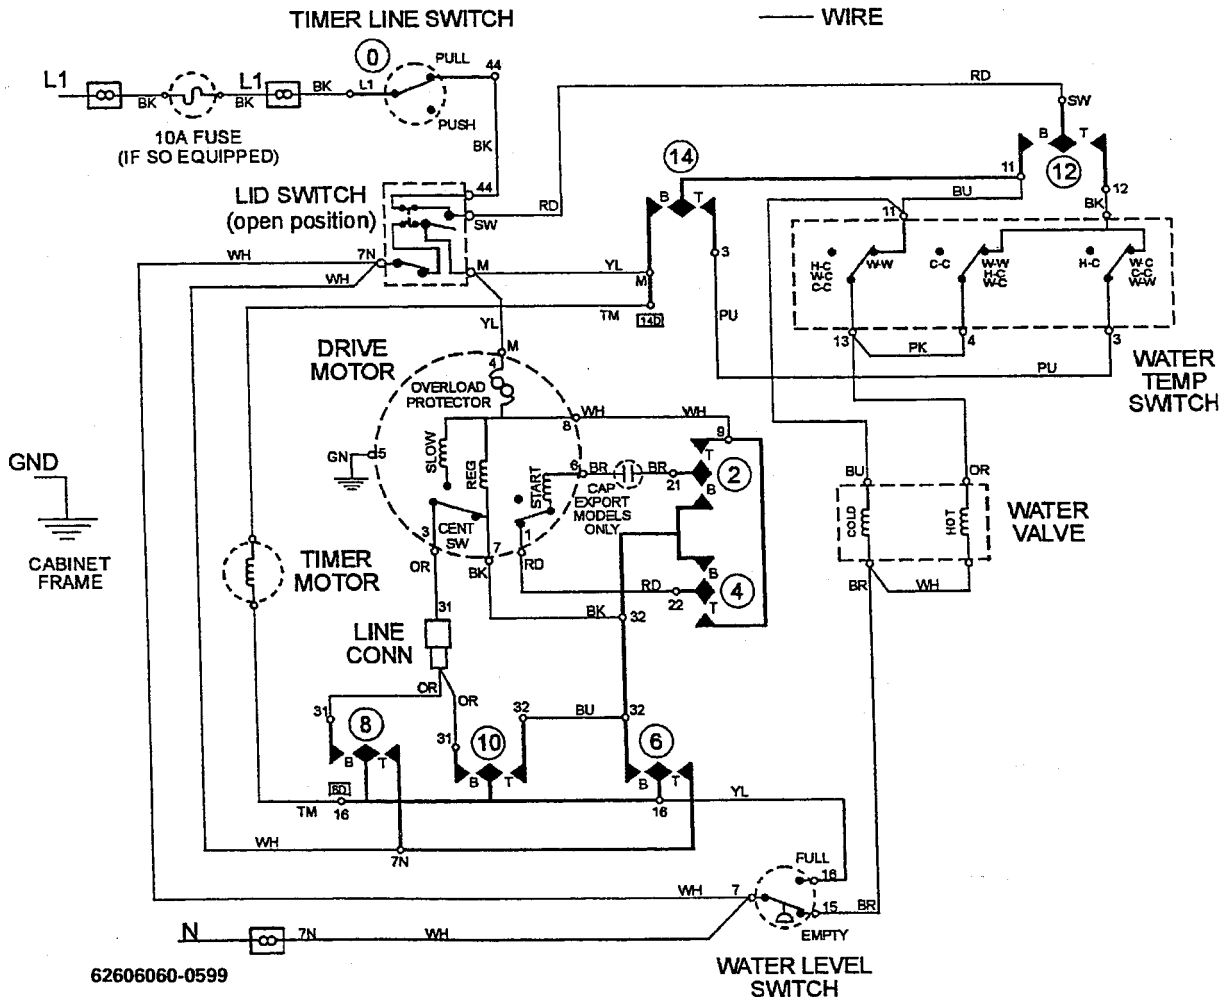 TIMER LINE SWITCH
WIRE
0
PULL
44
L1
L1
BK
BK
BK
L1
PUSH
10A FUSE
(IF SO EQUIPPED)
BK
RD
SW
B
T
12
11
12
BU
BK
14
B
T
LID SWITCH
(open position)
44
SW
RD
WH
7N
WH
M
YL
M
3
TM
14D
PU
11
H-C
W-C
C-C
W-W
C-C
W-W
H-C
W-C
H-C
W-C
C-C
W-W
13
PK
4
3
PU
WATER
TEMP
SWITCH
YL
M
4
DRIVE
MOTOR
OVERLOAD
PROTECTOR
WH
8
WH
9
T
2
B
SLOW
REG
START
GN
5
6
BR
BR
21
CAP
EXPORT
MODELS
ONLY
CENT
SW
3
7
1
OR
BK
RD
GND
CABINET
FRAME
TIMER
MOTOR
BU
OR
COLD
HOT
WATER
VALVE
BR
WH
B
4
T
RD
22
BK
32
31
LINE
CONN
OR
OR
31
8
B
T
31
10
B
T
32
BU
32
6
B
T
8D
TM
16
16
YL
WH
7N
FULL
16
WH
7
15
BR
EMPTY
N
7N
WH
62606060-0599
WATER LEVEL
SWITCH